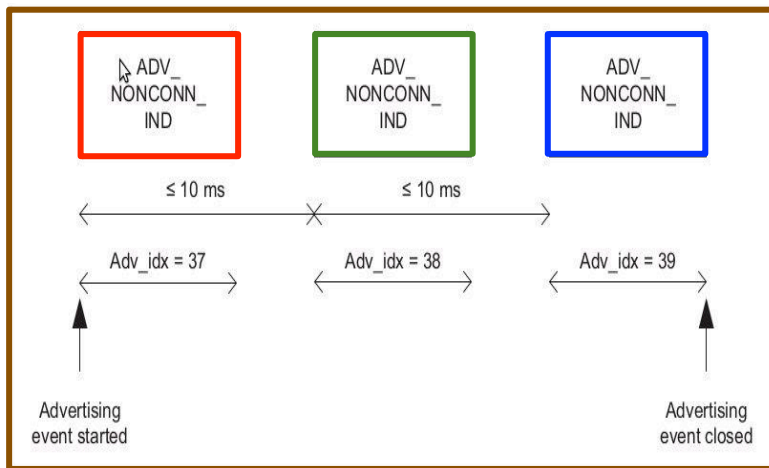 ADV_
NONCONN_
IND
ADV_
NONCONN_
IND
ADV_
NONCONN_
IND
≤ 10 ms
≤ 10 ms
Adv_idx = 37
Adv_idx = 38
Adv_idx = 39
Advertising
event started
Advertising
event closed